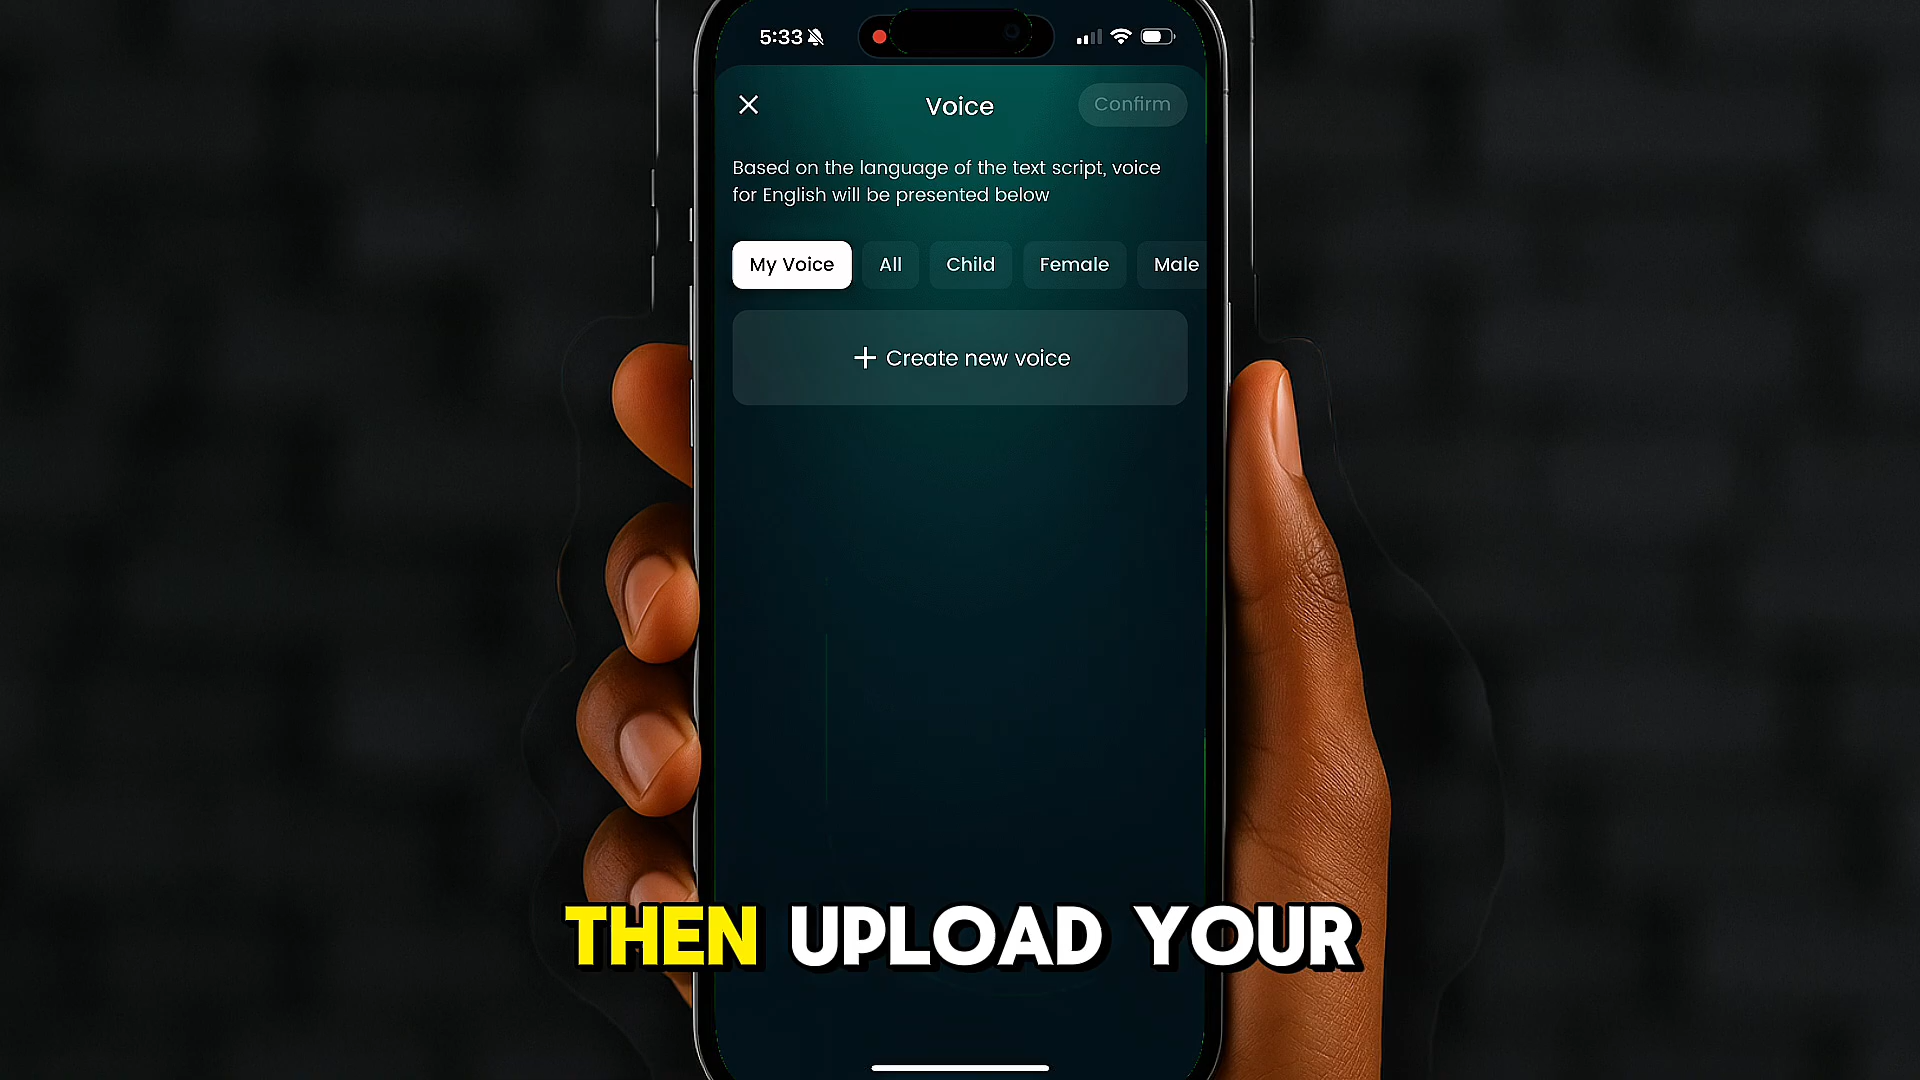 5:33
Voice
Confirm
Based on the language of the text script, voice
for English will be presented below
My Voice
All
Child
Female
Male
+ Create new voice
THEN UPLOAD YOUR